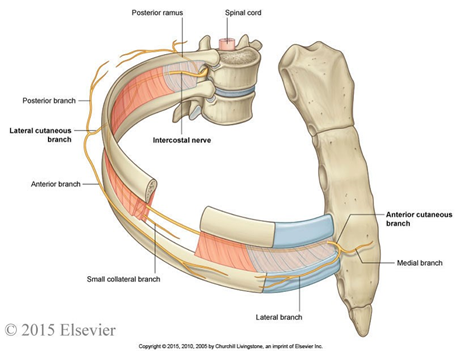 Posterior ramus
Spinal cord
Posterior branch
Lateral cutaneous
branch
Intercostal nerve
Anterior branch
Anterior cutaneous
branch
Medial branch
Small collateral branch
Lateral branch
© 2015 Elsevier
Copyright © 2015, 2010, 2005 by Churchill Livingstone, an imprint of Elsevier Inc.